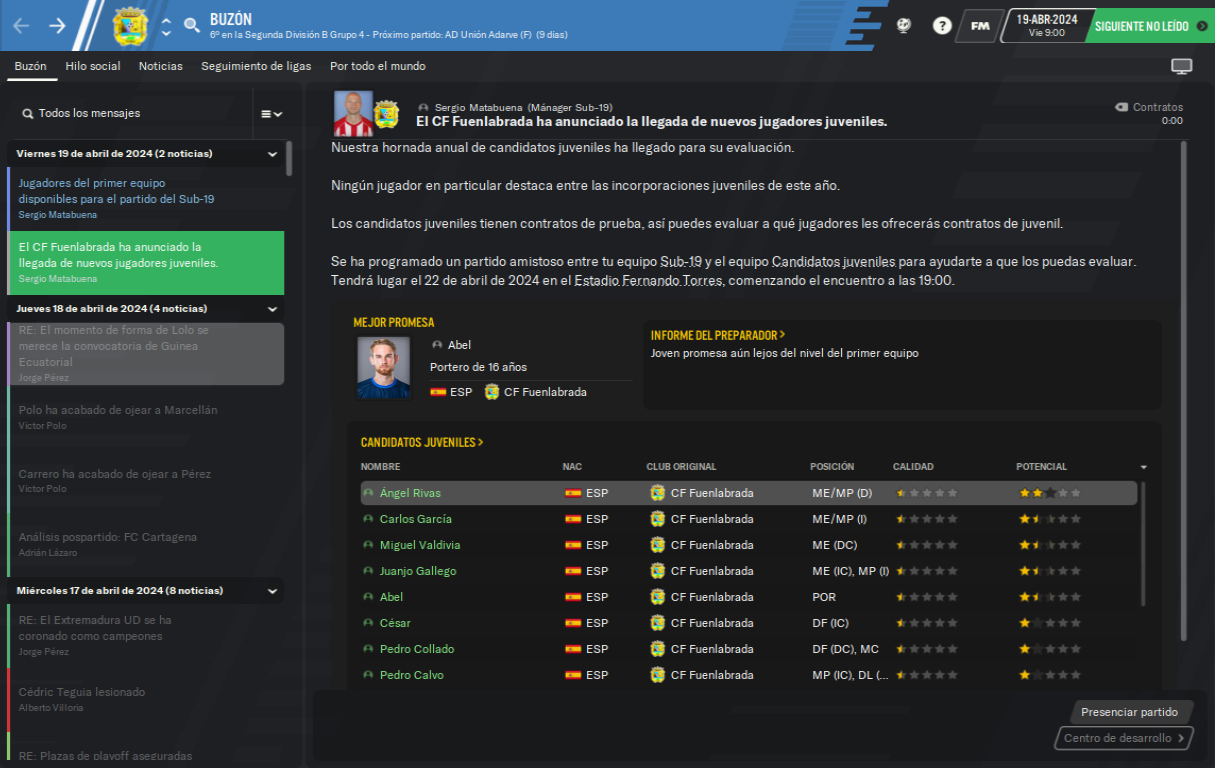 BUZÓN
6º en la Segunda División B Grupo 4 - Próximo partido: AD Unión Adarve (F) (9 días)
?
FM
19-ABR-2024
Vie 9:00
SIGUIENTE NO LEÍDO
Buzón
Hilo social
Noticias
Seguimiento de ligas
Por todo el mundo
Todos los mensajes
Viernes 19 de abril de 2024 (2 noticias)
Jugadores del primer equipo
disponibles para el partido del Sub-19
Sergio Matabuena
El CF Fuenlabrada ha anunciado la
llegada de nuevos jugadores juveniles.
Sergio Matabuena
Jueves 18 de abril de 2024 (4 noticias)
RE: El momento de forma de Lolo se
merece la convocatoria de Guinea
Ecuatorial
Jorge Pérez
Polo ha acabado de ojear a Marcellán
Víctor Polo
Carrero ha acabado de ojear a Pérez
Víctor Polo
Análisis pospartido: FC Cartagena
Adrián Lázaro
Miércoles 17 de abril de 2024 (8 noticias)
RE: El Extremadura UD se ha
coronado como campeones
Jorge Pérez
Cédric Teguia lesionado
Alberto Villoria
RE: Plazas de playoff aseguradas
Sergio Matabuena (Mánager Sub-19)
El CF Fuenlabrada ha anunciado la llegada de nuevos jugadores juveniles.
Contratos
0:00
Nuestra hornada anual de candidatos juveniles ha llegado para su evaluación.
Ningún jugador en particular destaca entre las incorporaciones juveniles de este año.
Los candidatos juveniles tienen contratos de prueba, así puedes evaluar a qué jugadores les ofrecerás contratos de juvenil.
Se ha programado un partido amistoso entre tu equipo Sub-19 y el equipo Candidatos juveniles para ayudarte a que los puedas evaluar.
Tendrá lugar el 22 de abril de 2024 en el Estadio Fernando Torres, comenzando el encuentro a las 19:00.
MEJOR PROMESA
Abel
Portero de 16 años
ESP CF Fuenlabrada
INFORME DEL PREPARADOR >
Joven promesa aún lejos del nivel del primer equipo
CANDIDATOS JUVENILES >
NOMBRE NAC CLUB ORIGINAL POSICIÓN CALIDAD POTENCIAL
Ángel Rivas ESP CF Fuenlabrada ME/MP (D)
Carlos García ESP CF Fuenlabrada ME/MP (I)
Miguel Valdivia ESP CF Fuenlabrada ME (DC)
Juanjo Gallego ESP CF Fuenlabrada ME (IC), MP (I)
Abel ESP CF Fuenlabrada POR
César ESP CF Fuenlabrada DF (IC)
Pedro Collado ESP CF Fuenlabrada DF (DC), MC
Pedro Calvo ESP CF Fuenlabrada MP (IC), DL (...
Presenciar partido
Centro de desarrollo >